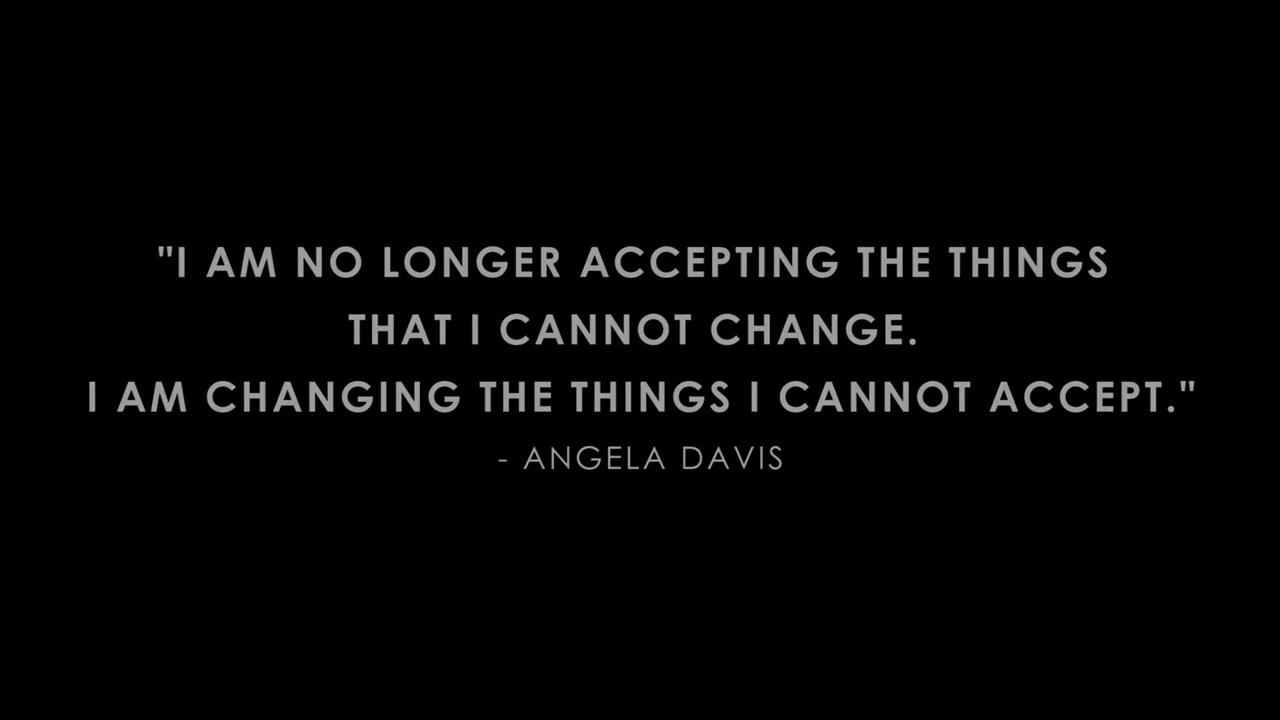 "I AM NO LONGER ACCEPTING THE THINGS
THAT I CANNOT CHANGE.
I AM CHANGING THE THINGS I CANNOT ACCEPT."
- ANGELA DAVIS